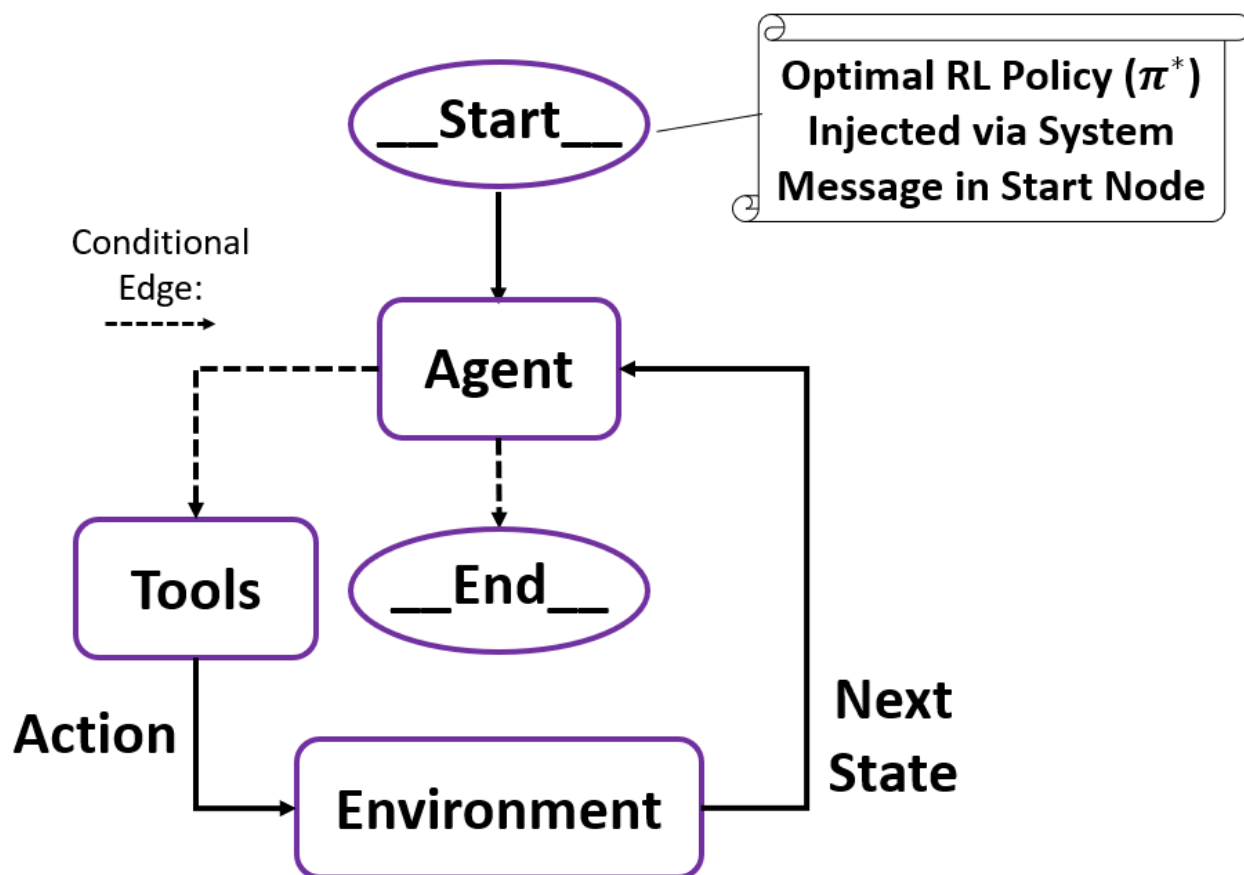 __Start__
Optimal RL Policy (π*)
Injected via System
Message in Start Node
Conditional
Edge:
Agent
Tools
__End__
Action
Next
State
Environment